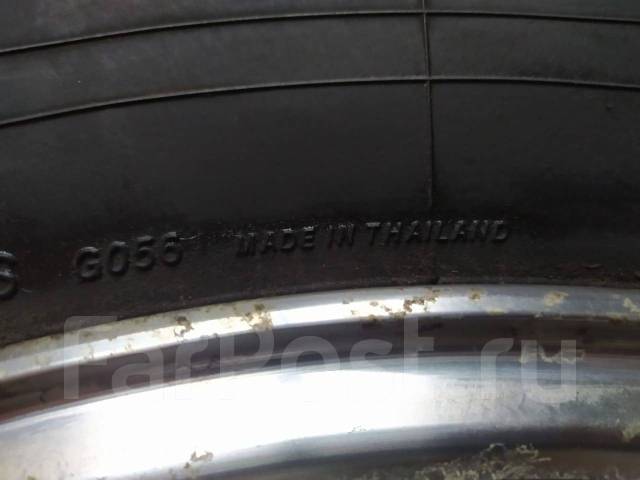 G056 MADE IN THAILAND
FarPost.ru